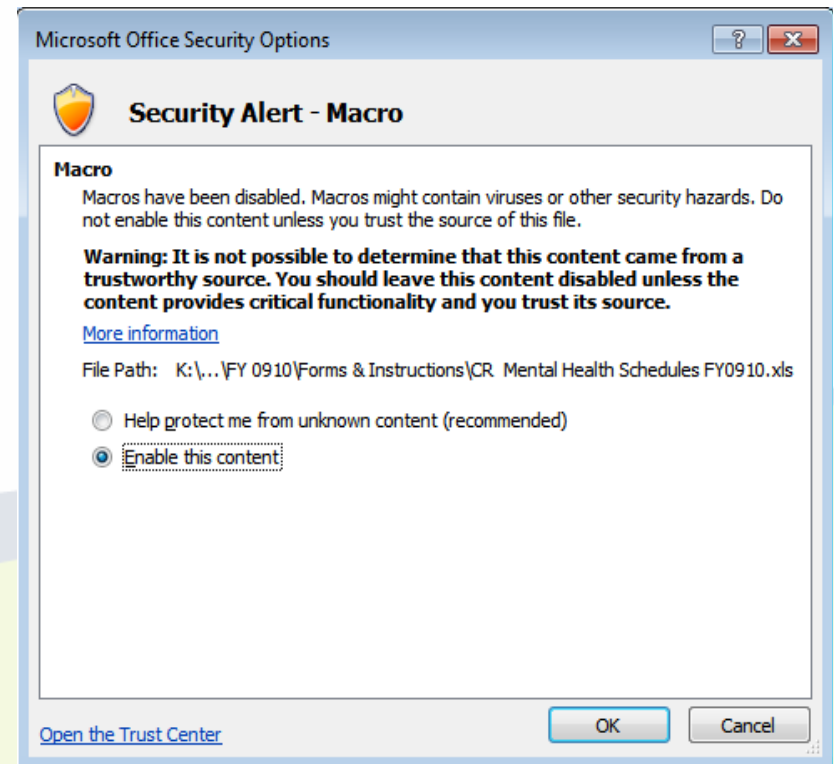 Microsoft Office Security Options
Security Alert - Macro
Macro
Macros have been disabled. Macros might contain viruses or other security hazards. Do
not enable this content unless you trust the source of this file.
Warning: It is not possible to determine that this content came from a
trustworthy source. You should leave this content disabled unless the
content provides critical functionality and you trust its source.
More information
File Path: K:\...\FY 0910\Forms & Instructions\CR Mental Health Schedules FY0910.xls
Help protect me from unknown content (recommended)
Enable this content
Open the Trust Center
OK
Cancel